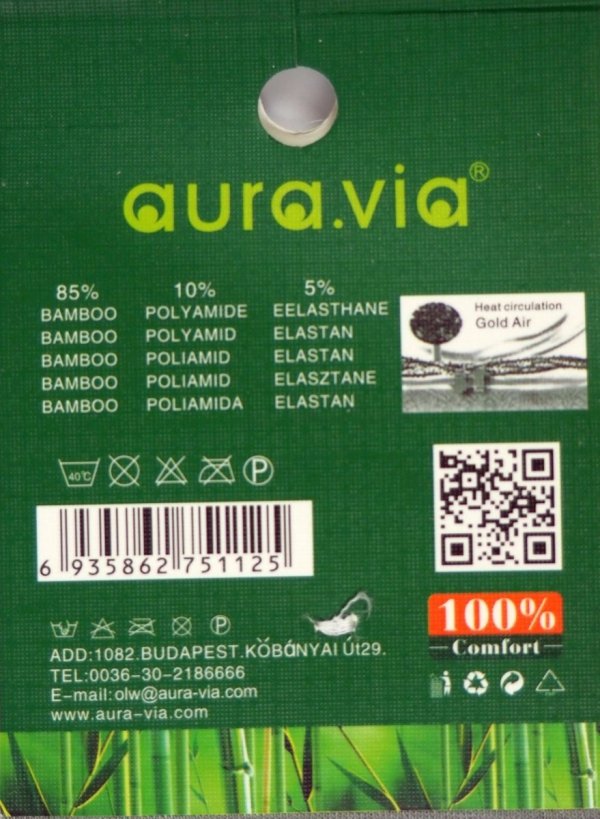 aura.via®
85% 10% 5%
BAMBOO POLYAMIDE EELASTHANE
BAMBOO POLYAMID ELASTAN
BAMBOO POLIAMID ELASTAN
BAMBOO POLIAMID ELASZTANE
BAMBOO POLIAMIDA ELASTAN
Heat circulation
Gold Air
40℃ P
6 935862 751125
100%
Comfort
P
ADD:1082.BUDAPEST.KŎBáNYAI Út29.
TEL:0036-30-2186666
E-mail:olw@aura-via.com
www.aura-via.com